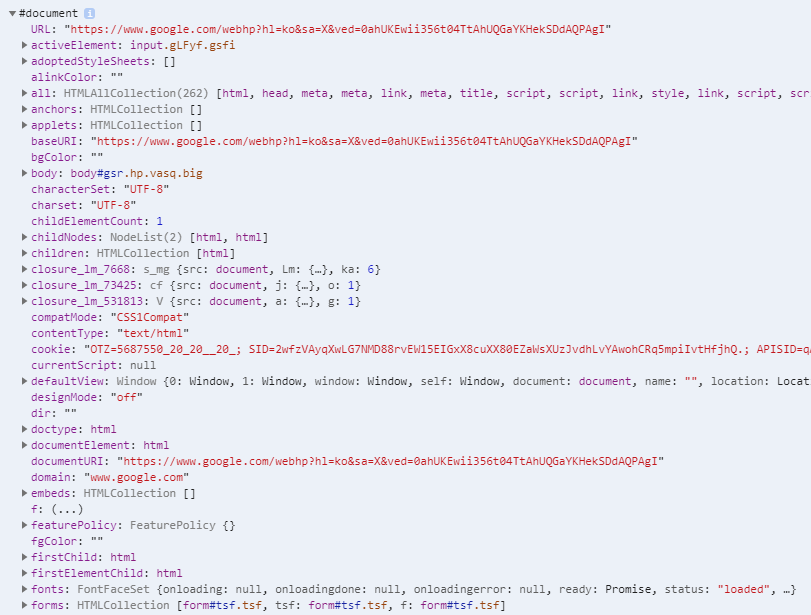 ▼#document i
URL: "https://www.google.com/webhp?hl=ko&sa=X&ved=0ahUKEwii356t04TtAhUQGaYKHekSDdAQPAgI"
▶activeElement: input.gLFyf.gsfi
▶adoptedStyleSheets: []
alinkColor: ""
▶all: HTMLAllCollection(262) [html, head, meta, meta, link, meta, title, script, script, link, style, link, script, scr
▶anchors: HTMLCollection []
▶applets: HTMLCollection []
baseURI: "https://www.google.com/webhp?hl=ko&sa=X&ved=0ahUKEwii356t04TtAhUQGaYKHekSDdAQPAgI"
bgColor: ""
▶body: body#gsr.hp.vasq.big
characterSet: "UTF-8"
charset: "UTF-8"
childElementCount: 1
▶childNodes: NodeList(2) [html, html]
▶children: HTMLCollection [html]
▶closure_lm_7668: s_mg {src: document, Lm: {…}, ka: 6}
▶closure_lm_73425: cf {src: document, j: {…}, o: 1}
▶closure_lm_531813: V {src: document, a: {…}, g: 1}
compatMode: "CSS1Compat"
contentType: "text/html"
cookie: "OTZ=5687550_20_20__20_; SID=2wfzVAyqXwLG7NMD88rvEW15EIGxX8cuXX80EZaWsXUzJvdhLvYAwohCRq5mpiIvtHfjhQ.; APISID=q
currentScript: null
▶defaultView: Window {0: Window, 1: Window, window: Window, self: Window, document: document, name: "", location: Locat
designMode: "off"
dir: ""
▶doctype: html
▶documentElement: html
documentURI: "https://www.google.com/webhp?hl=ko&sa=X&ved=0ahUKEwii356t04TtAhUQGaYKHekSDdAQPAgI"
domain: "www.google.com"
▶embeds: HTMLCollection []
f: (...)
▶featurePolicy: FeaturePolicy {}
fgColor: ""
▶firstChild: html
▶firstElementChild: html
▶fonts: FontFaceSet {onloading: null, onloadingdone: null, onloadingerror: null, ready: Promise, status: "loaded", …}
▶forms: HTMLCollection [form#tsf.tsf, tsf: form#tsf.tsf, f: form#tsf.tsf]